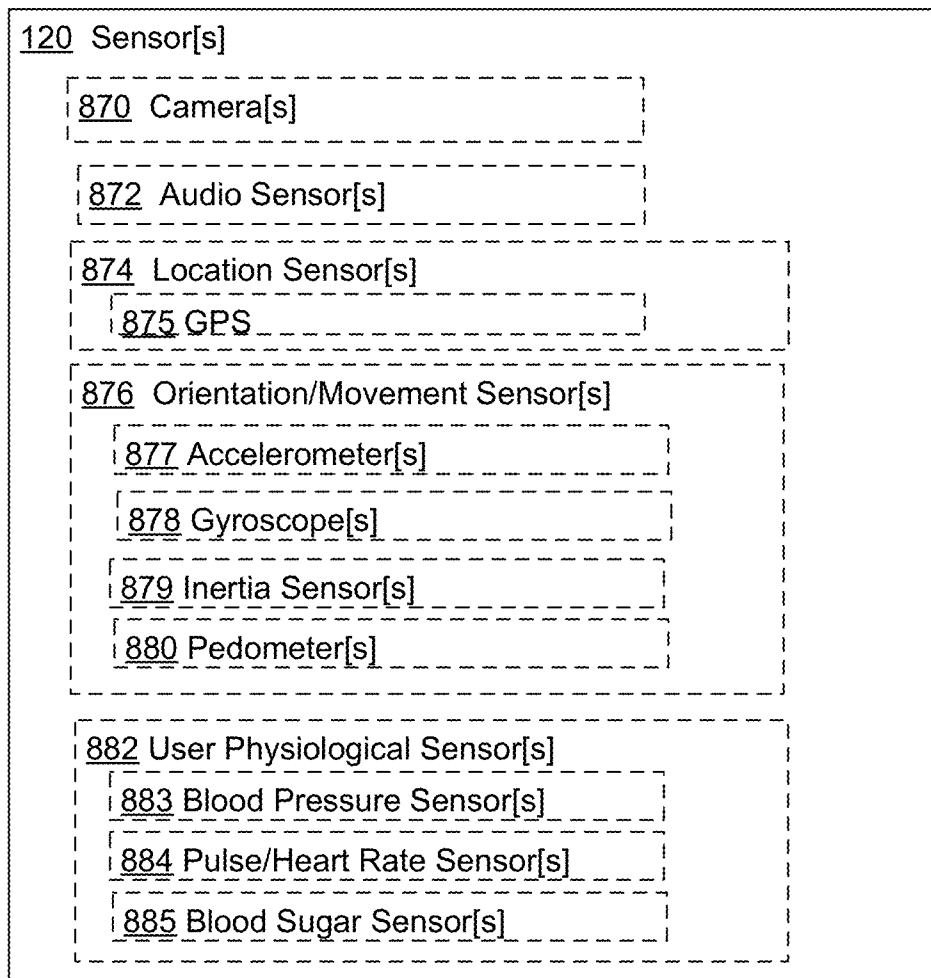 120 Sensor[s]
870 Camera[s]
872 Audio Sensor[s]
874 Location Sensor[s]
875 GPS
876 Orientation/Movement Sensor[s]
877 Accelerometer[s]
878 Gyroscope[s]
879 Inertia Sensor[s]
880 Pedometer[s]
882 User Physiological Sensor[s]
883 Blood Pressure Sensor[s]
884 Pulse/Heart Rate Sensor[s]
885 Blood Sugar Sensor[s]